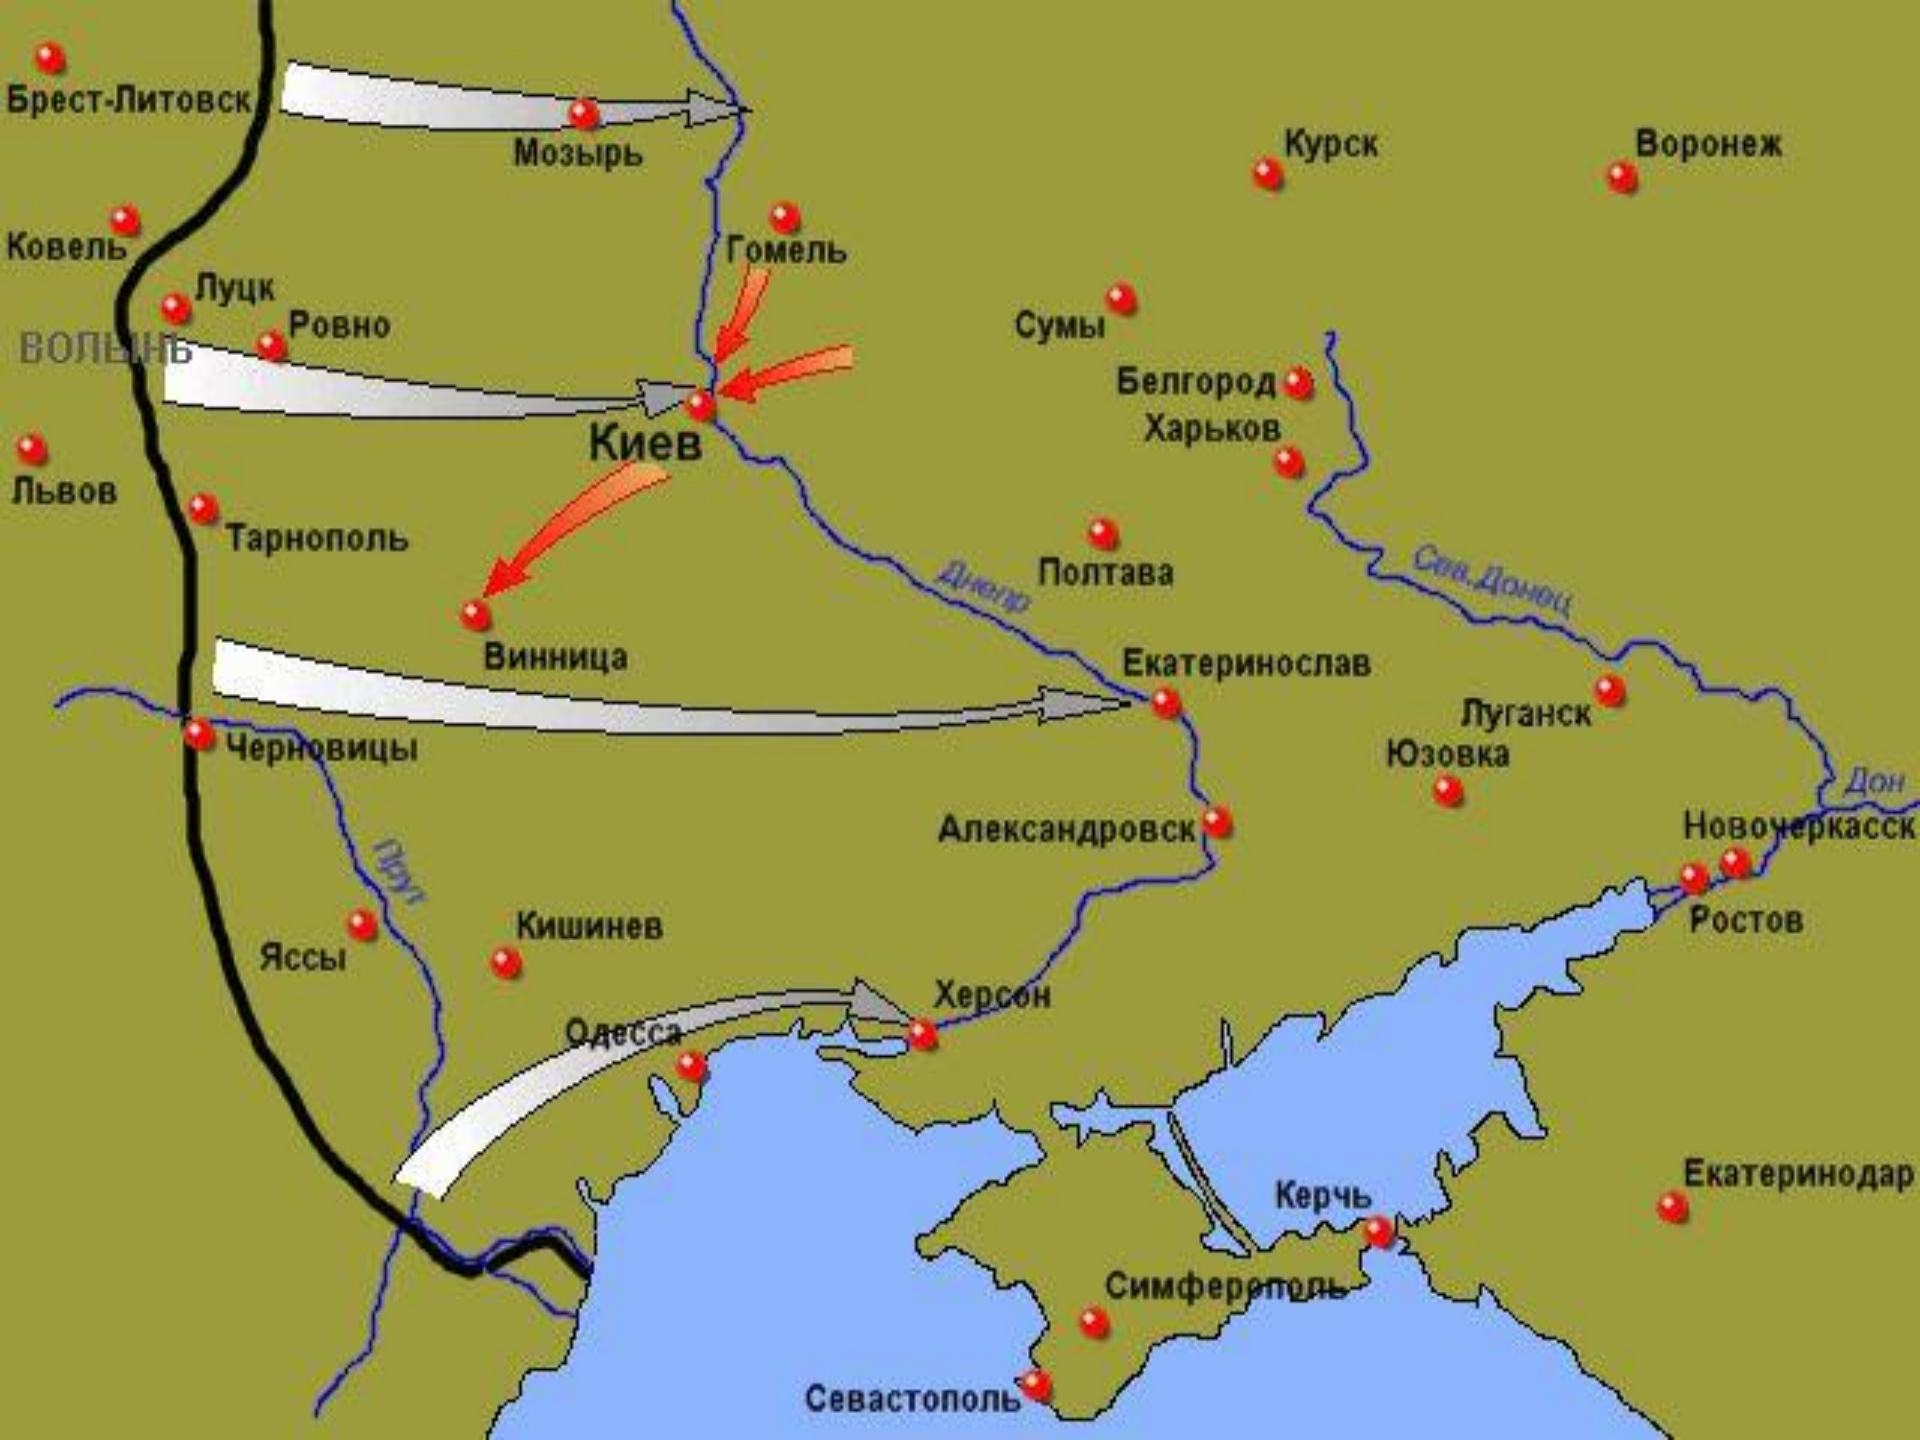 Брест-Литовск
Мозырь
Курск
Воронеж
Ковель
Гомель
Луцк
Ровно
ВОЛЫНЬ
Сумы
Белгород
Харьков
Киев
Львов
Тарнополь
Полтава
Днепр
Сев.Донец
Винница
Екатеринослав
Луганск
Черновицы
Юзовка
Дон
Александровск
Новочеркасск
Прут
Ростов
Кишинев
Яссы
Херсон
Одесса
Екатеринодар
Керчь
Симферополь
Севастополь